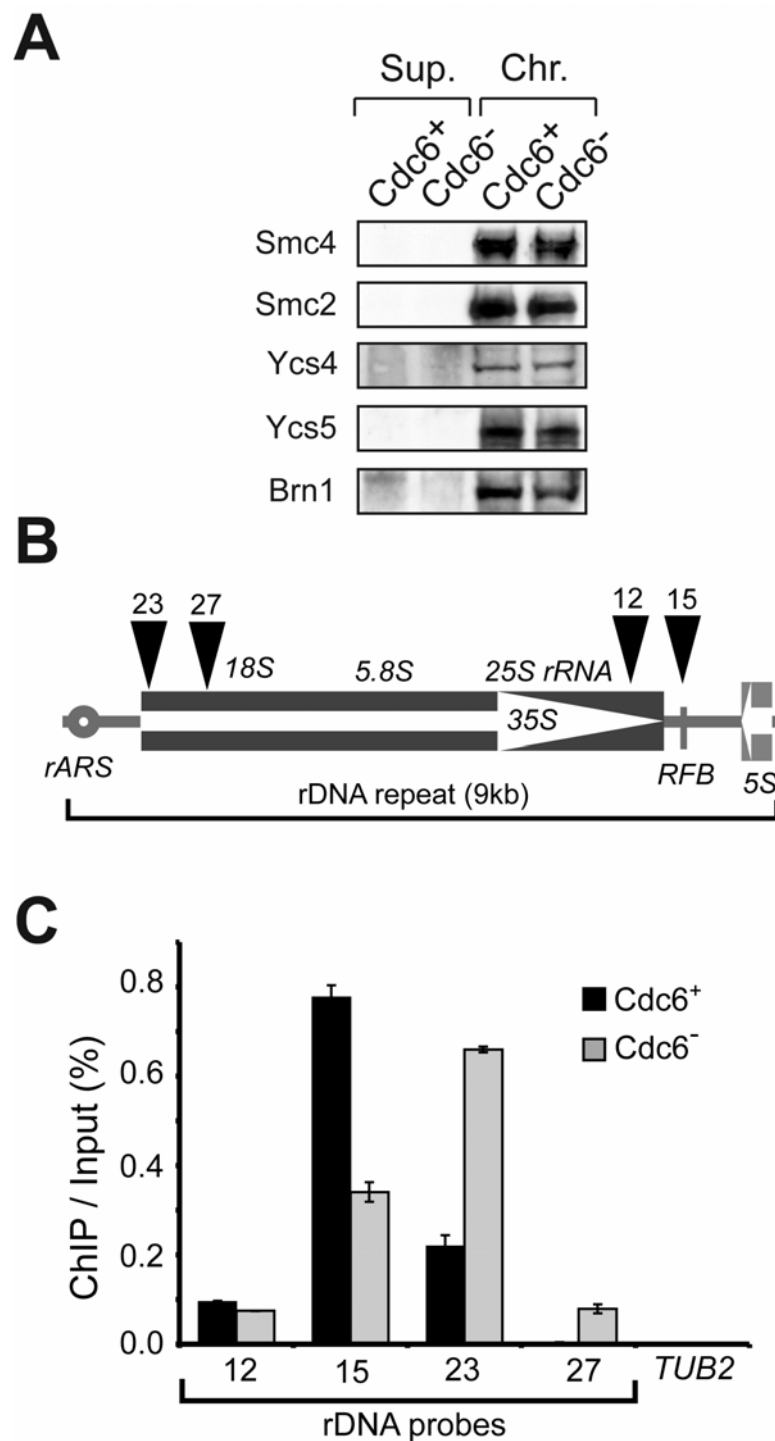 A
Sup. Chr.
Cdc6+ Cdc6- Cdc6+ Cdc6-
Smc4
Smc2
Ycs4
Ycs5
Brn1
B
23 27 12 15
18S 5.8S 25S rRNA
35S
rARS RFB 5S
rDNA repeat (9kb)
C
ChIP / Input (%)
0.8
0.6
0.4
0.2
0.0
Cdc6+
Cdc6-
12 15 23 27 TUB2
rDNA probes